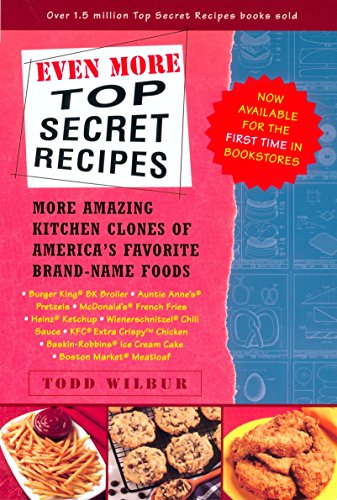 Over 1.5 million Top Secret Recipes books sold
EVEN MORE
TOP
SECRET
RECIPES
NOW
AVAILABLE
FOR THE
FIRST TIME IN
BOOKSTORES
MORE AMAZING
KITCHEN CLONES OF
AMERICA'S FAVORITE
BRAND-NAME FOODS
• Burger King® BK Broiler • Auntie Anne's®
Pretzels • McDonald's® French Fries
• Heinz® Ketchup • Wienerschnitzel® Chili
Sauce • KFC® Extra Crispy™ Chicken
• Baskin-Robbins® Ice Cream Cake
• Boston Market® Meatloaf
TODD WILBUR